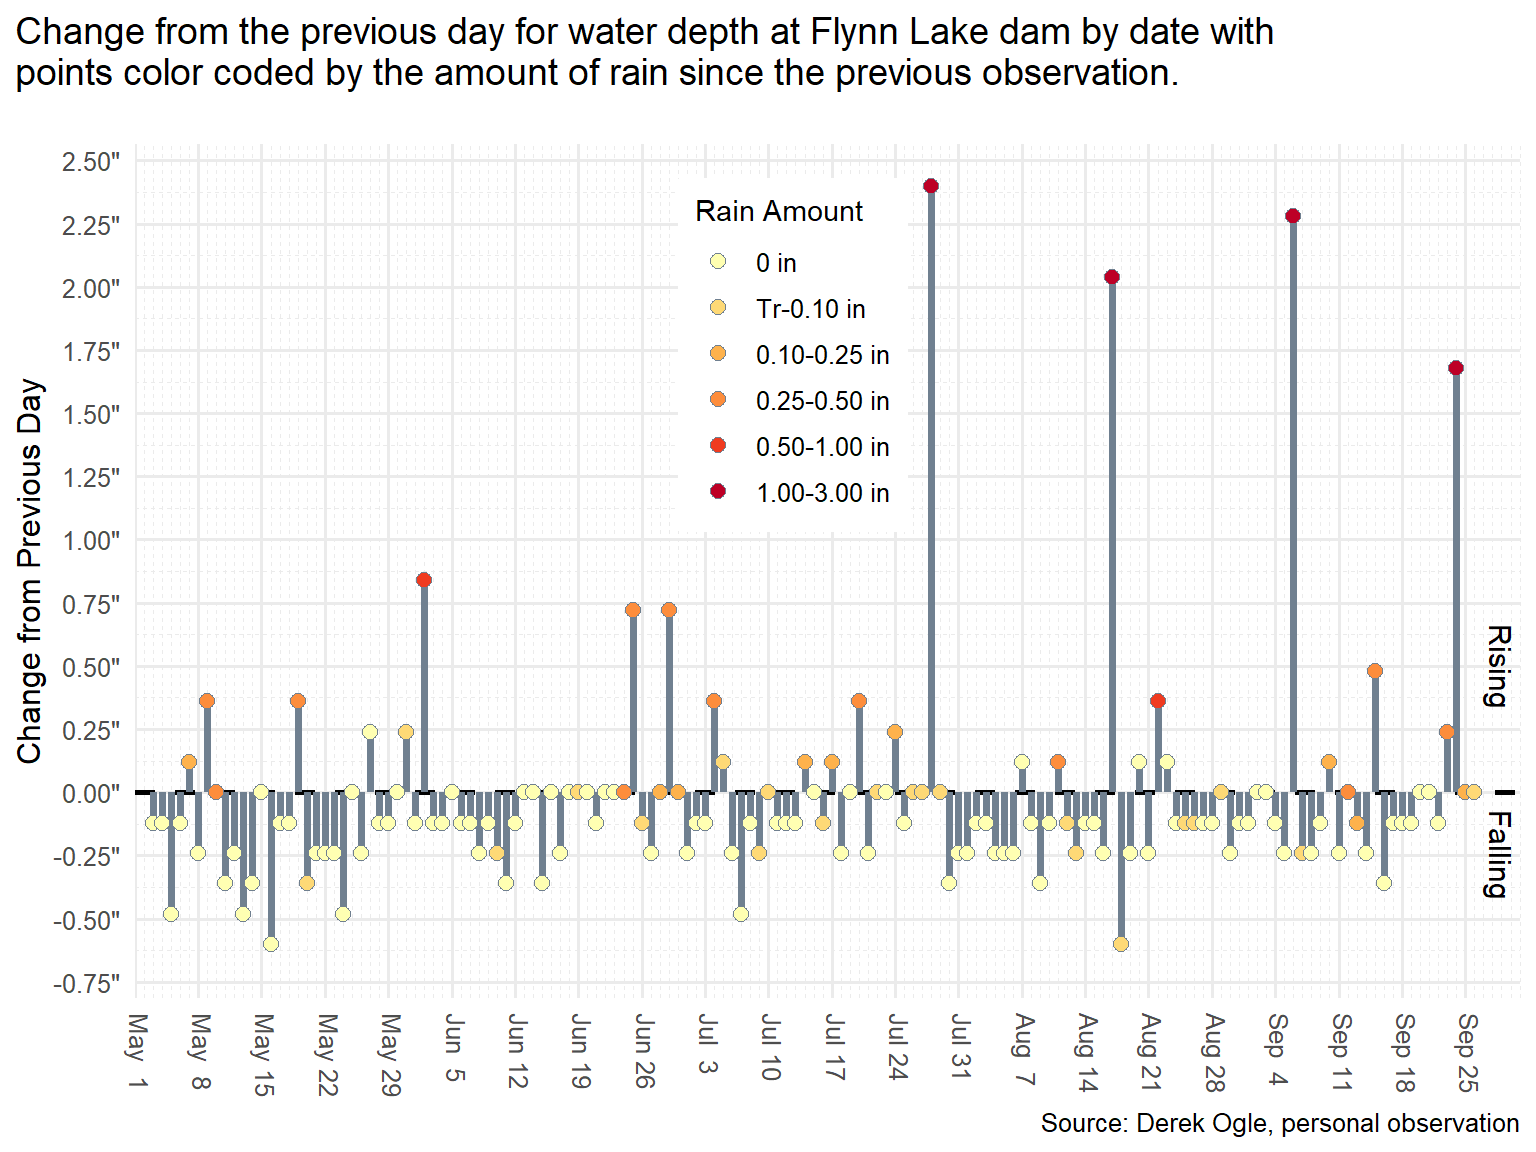 Change from the previous day for water depth at Flynn Lake dam by date with
points color coded by the amount of rain since the previous observation.
Change from Previous Day
2.50"
2.25"
2.00"
1.75"
1.50"
1.25"
1.00"
0.75"
0.50"
0.25"
0.00"
-0.25"
-0.50"
-0.75"
Rain Amount
0 in
Tr-0.10 in
0.10-0.25 in
0.25-0.50 in
0.50-1.00 in
1.00-3.00 in
Rising
Falling
May 1
May 8
May 15
May 22
May 29
Jun 5
Jun 12
Jun 19
Jun 26
Jul 3
Jul 10
Jul 17
Jul 24
Jul 31
Aug 7
Aug 14
Aug 21
Aug 28
Sep 4
Sep 11
Sep 18
Sep 25
Source: Derek Ogle, personal observation